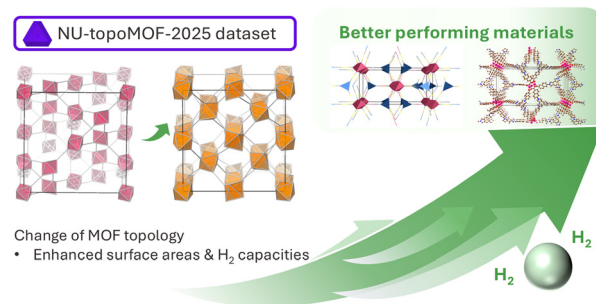 NU-topoMOF-2025 dataset
Better performing materials
Change of MOF topology
• Enhanced surface areas & H₂ capacities
H₂
H₂